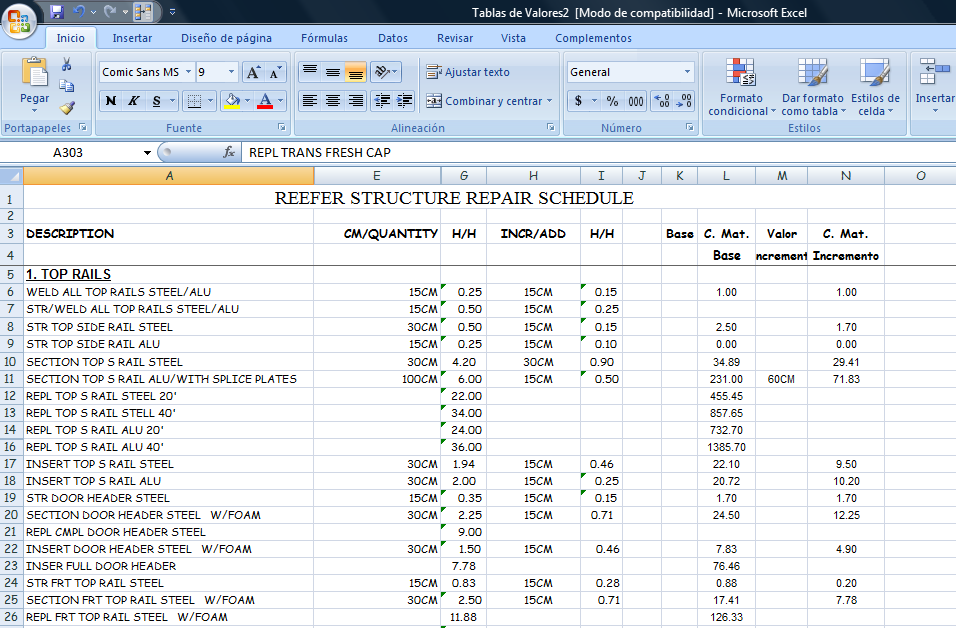 Tablas de Valores2 [Modo de compatibilidad] - Microsoft Excel
Inicio Insertar Diseño de página Fórmulas Datos Revisar Vista Complementos
Pegar
Portapapeles
Comic Sans MS 9 A A
N K S A
Fuente
Ajustar texto
Combinar y centrar
Alineación
General
$ % 000
Número
Formato condicional
Dar formato como tabla
Estilos de celda
Estilos
Insertar
A303 fx REPL TRANS FRESH CAP
A E G H I J K L M N O
1 REEFER STRUCTURE REPAIR SCHEDULE
2
3 DESCRIPTION CM/QUANTITY H/H INCR/ADD H/H Base C. Mat. Valor C. Mat.
4 Base ncrement Incremento
5 1. TOP RAILS
6 WELD ALL TOP RAILS STEEL/ALU 15CM 0.25 15CM 0.15 1.00 1.00
7 STR/WELD ALL TOP RAILS STEEL/ALU 15CM 0.50 15CM 0.25
8 STR TOP SIDE RAIL STEEL 30CM 0.50 15CM 0.15 2.50 1.70
9 STR TOP SIDE RAIL ALU 15CM 0.25 15CM 0.10 0.00 0.00
10 SECTION TOP S RAIL STEEL 30CM 4.20 30CM 0.90 34.89 29.41
11 SECTION TOP S RAIL ALU/WITH SPLICE PLATES 100CM 6.00 15CM 0.50 231.00 60CM 71.83
12 REPL TOP S RAIL STEEL 20' 22.00 455.45
13 REPL TOP S RAIL STELL 40' 34.00 857.65
14 REPL TOP S RAIL ALU 20' 24.00 732.70
16 REPL TOP S RAIL ALU 40' 36.00 1385.70
17 INSERT TOP S RAIL STEEL 30CM 1.94 15CM 0.46 22.10 9.50
18 INSERT TOP S RAIL ALU 30CM 2.00 15CM 0.25 20.72 10.20
19 STR DOOR HEADER STEEL 15CM 0.35 15CM 0.15 1.70 1.70
20 SECTION DOOR HEADER STEEL W/FOAM 30CM 2.25 15CM 0.71 24.50 12.25
21 REPL CMPL DOOR HEADER STEEL 9.00
22 INSERT DOOR HEADER STEEL W/FOAM 30CM 1.50 15CM 0.46 7.83 4.90
23 INSER FULL DOOR HEADER 7.78 76.46
24 STR FRT TOP RAIL STEEL 15CM 0.83 15CM 0.28 0.88 0.20
25 SECTION FRT TOP RAIL STEEL W/FOAM 30CM 2.50 15CM 0.71 17.41 7.78
26 REPL FRT TOP RAIL STEEL W/FOAM 11.88 126.33